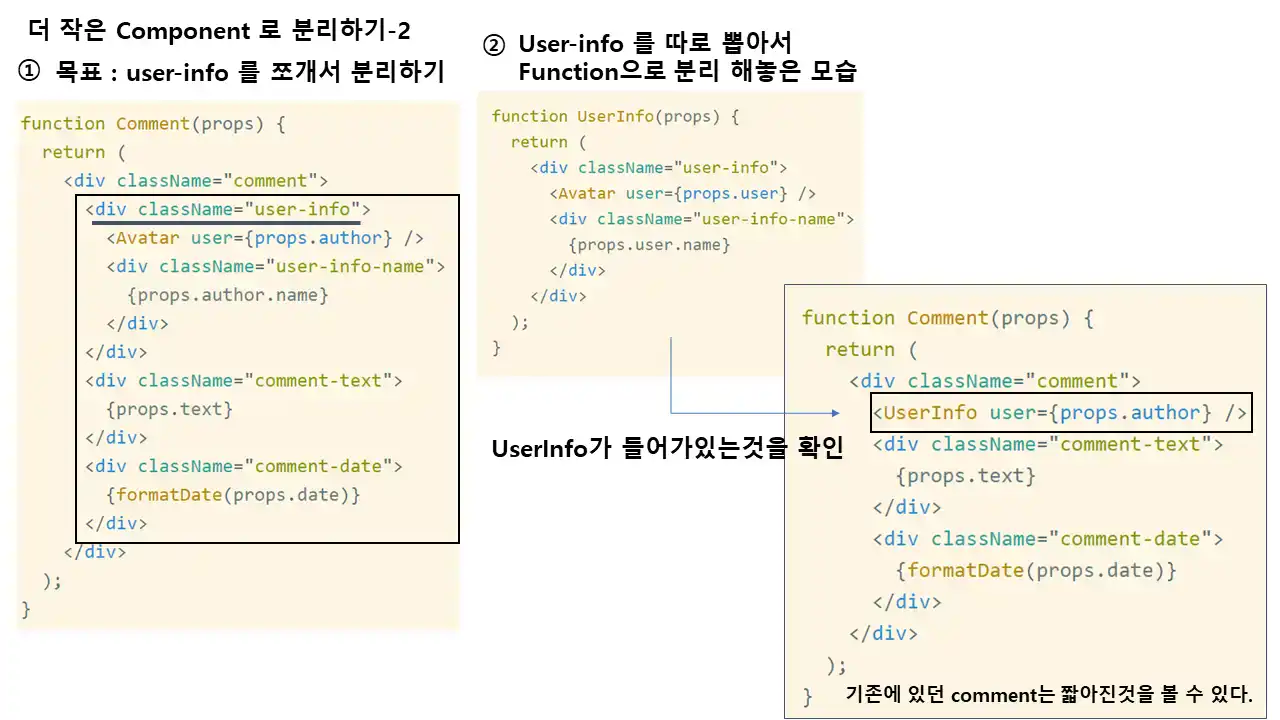 더 작은 Component 로 분리하기-2
① 목표 : user-info 를 쪼개서 분리하기
function Comment(props) {
return (
<div className="comment">
<div className="user-info">
<Avatar user={props.author} />
<div className="user-info-name">
{props.author.name}
</div>
</div>
<div className="comment-text">
{props.text}
</div>
<div className="comment-date">
{formatDate(props.date)}
</div>
</div>
);
}
② User-info 를 따로 뽑아서
Function으로 분리 해놓은 모습
function UserInfo(props) {
return (
<div className="user-info">
<Avatar user={props.user} />
<div className="user-info-name">
{props.user.name}
</div>
</div>
);
}
UserInfo가 들어가있는것을 확인
function Comment(props) {
return (
<div className="comment">
<UserInfo user={props.author} />
<div className="comment-text">
{props.text}
</div>
<div className="comment-date">
{formatDate(props.date)}
</div>
</div>
);
}
기존에 있던 comment는 짧아진것을 볼 수 있다.